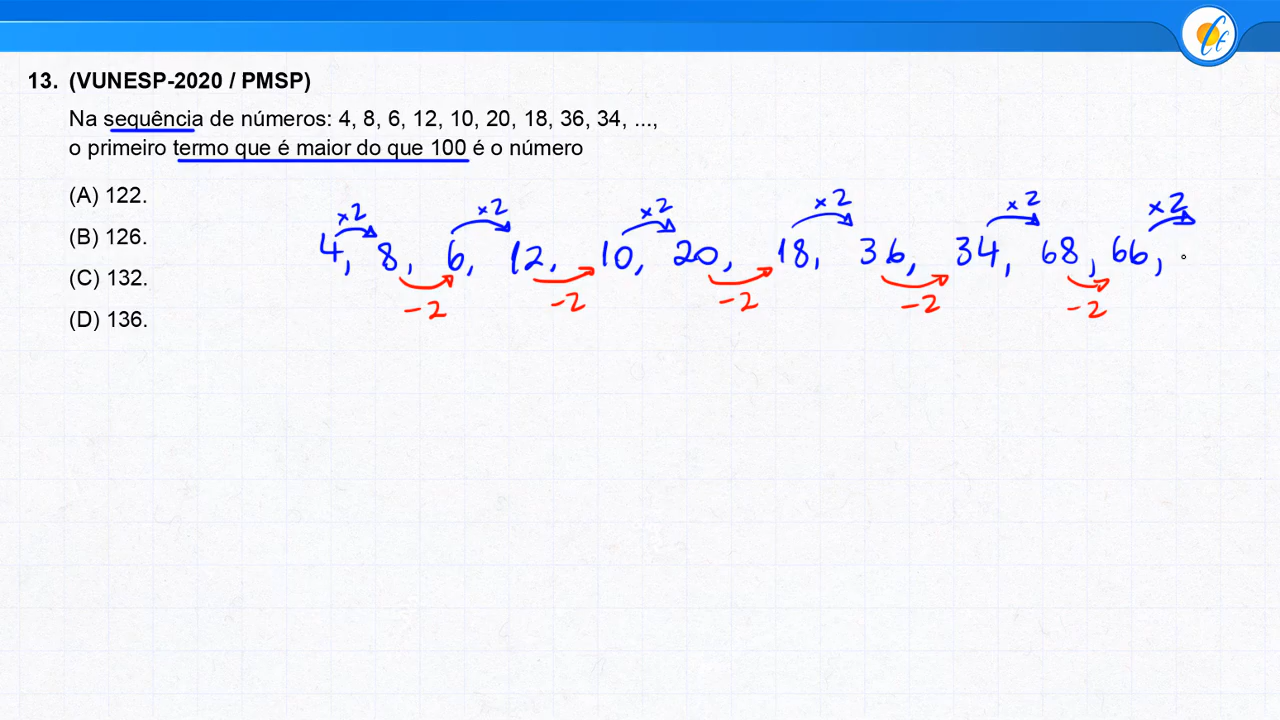 13. (VUNESP-2020 / PMSP)
Na sequência de números: 4, 8, 6, 12, 10, 20, 18, 36, 34, ...,
o primeiro termo que é maior do que 100 é o número
(A) 122.
(B) 126.
(C) 132.
(D) 136.
×2 ×2 ×2 ×2 ×2 ×2
4, 8, 6, 12, 10, 20, 18, 36, 34, 68, 66,
-2 -2 -2 -2 -2